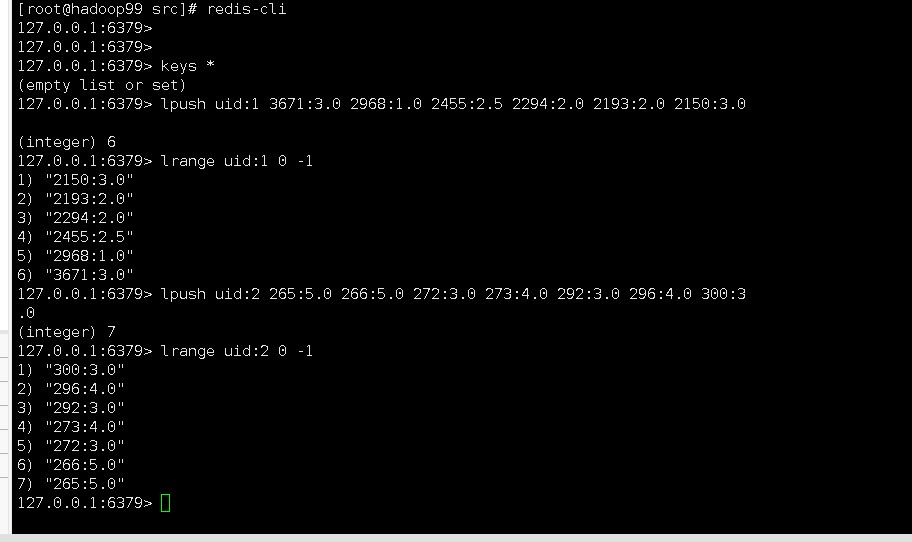 [root@hadoop99 src]# redis-cli
127.0.0.1:6379>
127.0.0.1:6379>
127.0.0.1:6379> keys *
(empty list or set)
127.0.0.1:6379> lpush uid:1 3671:3.0 2968:1.0 2455:2.5 2294:2.0 2193:2.0 2150:3.0
(integer) 6
127.0.0.1:6379> lrange uid:1 0 -1
1) "2150:3.0"
2) "2193:2.0"
3) "2294:2.0"
4) "2455:2.5"
5) "2968:1.0"
6) "3671:3.0"
127.0.0.1:6379> lpush uid:2 265:5.0 266:5.0 272:3.0 273:4.0 292:3.0 296:4.0 300:3
.0
(integer) 7
127.0.0.1:6379> lrange uid:2 0 -1
1) "300:3.0"
2) "296:4.0"
3) "292:3.0"
4) "273:4.0"
5) "272:3.0"
6) "266:5.0"
7) "265:5.0"
127.0.0.1:6379>